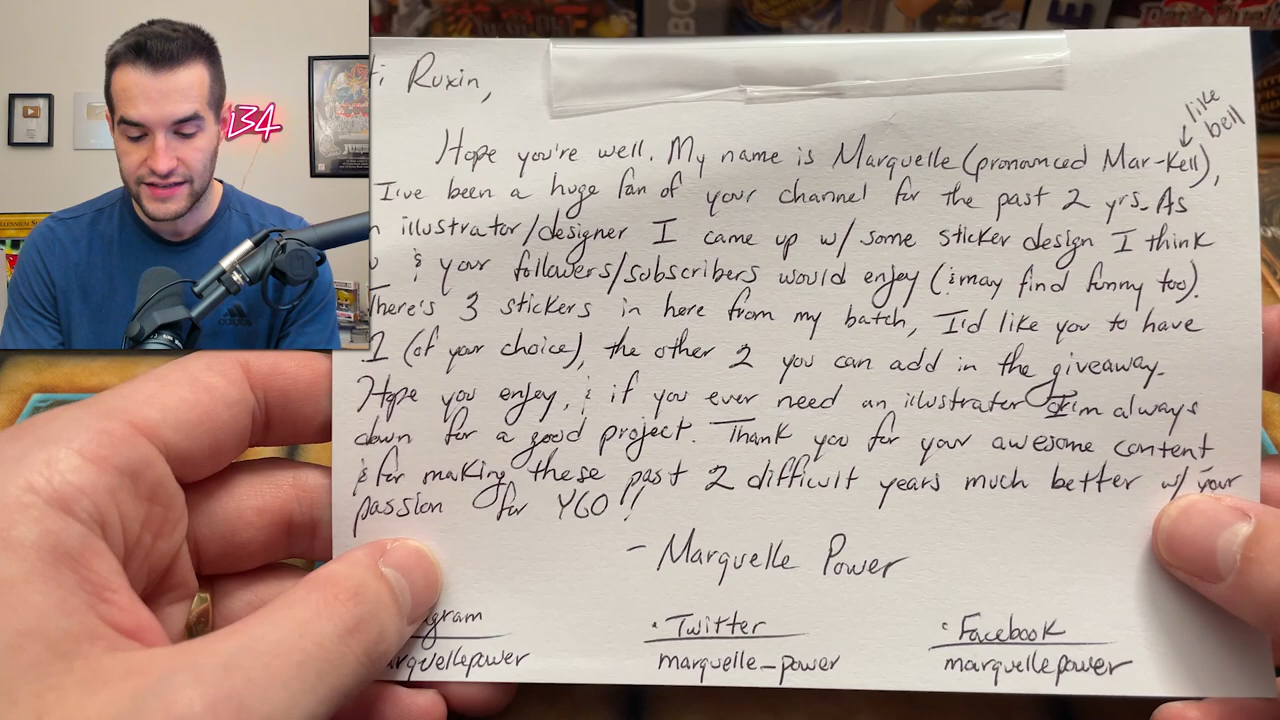 i Ruxin,
like
bell
Hope you're well. My name is Marquelle (pronounced Mar-Kell),
I've been a huge fan of your channel for the past 2 yrs. As
n illustrator/designer I came up w/ some sticker design I think
& your followers/subscribers would enjoy (& may find funny too).
There's 3 stickers in here from my batch, I'd like you to have
1 (of your choice), the other 2 you can add in the giveaway.
Hope you enjoy, & if you ever need an illustrator I'm always
down for a good project. Thank you for your awesome content
& for making these past 2 difficult years much better w/ your
passion for YGO!!
- Marquelle Power
gram
• Twitter
• Facebook
arquellepower
marquelle_power
marquellepower
134
adidas